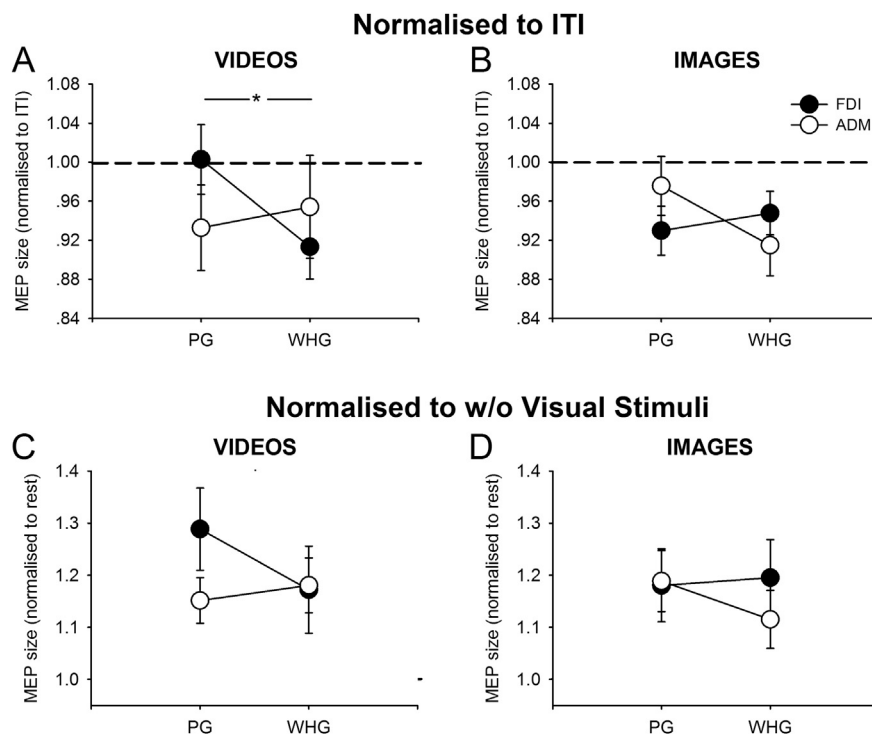 Normalised to ITI
A
VIDEOS
MEP size (normalised to ITI)
1.08
1.04
1.00
.96
.92
.88
.84
*
PG
WHG
B
IMAGES
MEP size (normalised to ITI)
1.08
1.04
1.00
.96
.92
.88
.84
FDI
ADM
PG
WHG
Normalised to w/o Visual Stimuli
C
VIDEOS
MEP size (normalised to rest)
1.4
1.3
1.2
1.1
1.0
PG
WHG
D
IMAGES
MEP size (normalised to rest)
1.4
1.3
1.2
1.1
1.0
PG
WHG